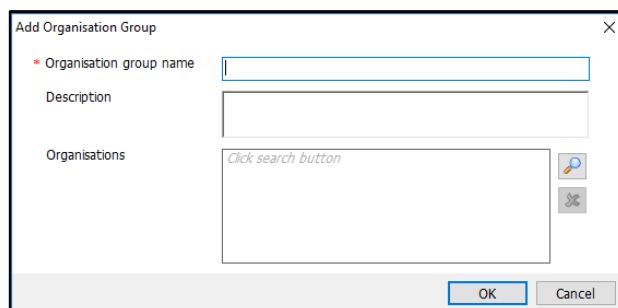 Add Organisation Group
* Organisation group name
Description
Organisations
Click search button
OK
Cancel